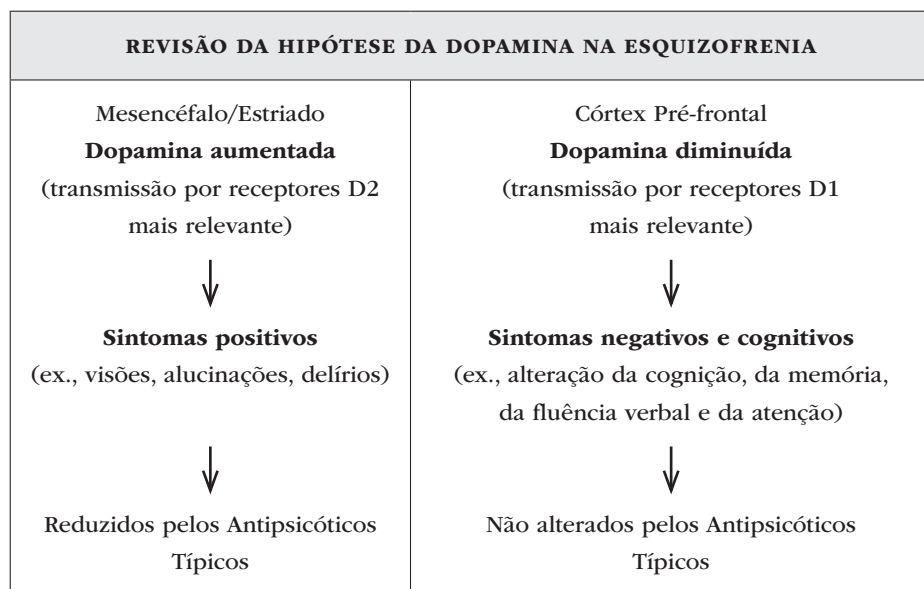 REVISÃO DA HIPÓTESE DA DOPAMINA NA ESQUIZOFRENIA
Mesencéfalo/Estriado
Dopamina aumentada
(transmissão por receptores D2
mais relevante)
Sintomas positivos
(ex., visões, alucinações, delírios)
Reduzidos pelos Antipsicóticos
Típicos
Córtex Pré-frontal
Dopamina diminuída
(transmissão por receptores D1
mais relevante)
Sintomas negativos e cognitivos
(ex., alteração da cognição, da memória,
da fluência verbal e da atenção)
Não alterados pelos Antipsicóticos
Típicos